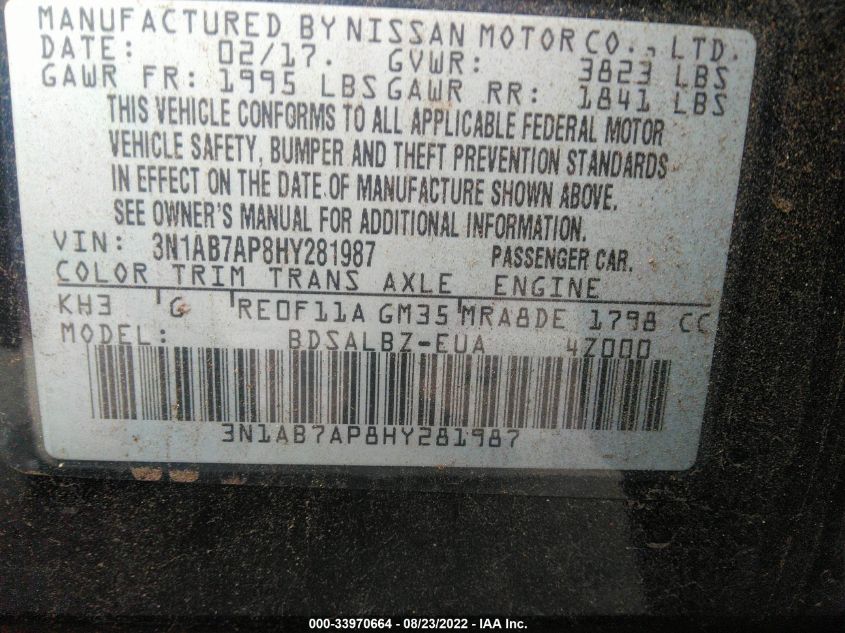 MANUFACTURED BY NISSAN MOTOR CO., LTD.
DATE: 02/17. GVWR: 3823 LBS
GAWR FR: 1995 LBS GAWR RR: 1841 LBS
THIS VEHICLE CONFORMS TO ALL APPLICABLE FEDERAL MOTOR
VEHICLE SAFETY, BUMPER AND THEFT PREVENTION STANDARDS
IN EFFECT ON THE DATE OF MANUFACTURE SHOWN ABOVE.
SEE OWNER'S MANUAL FOR ADDITIONAL INFORMATION.
VIN: 3N1AB7AP8HY281987 PASSENGER CAR.
COLOR TRIM TRANS AXLE ENGINE
KH3 G RE0F11A GM35 MRA8DE 1798 CC
MODEL: BDSALBZ-EUA 4Z000
3N1AB7AP8HY281987
000-33970664 - 08/23/2022 - IAA Inc.